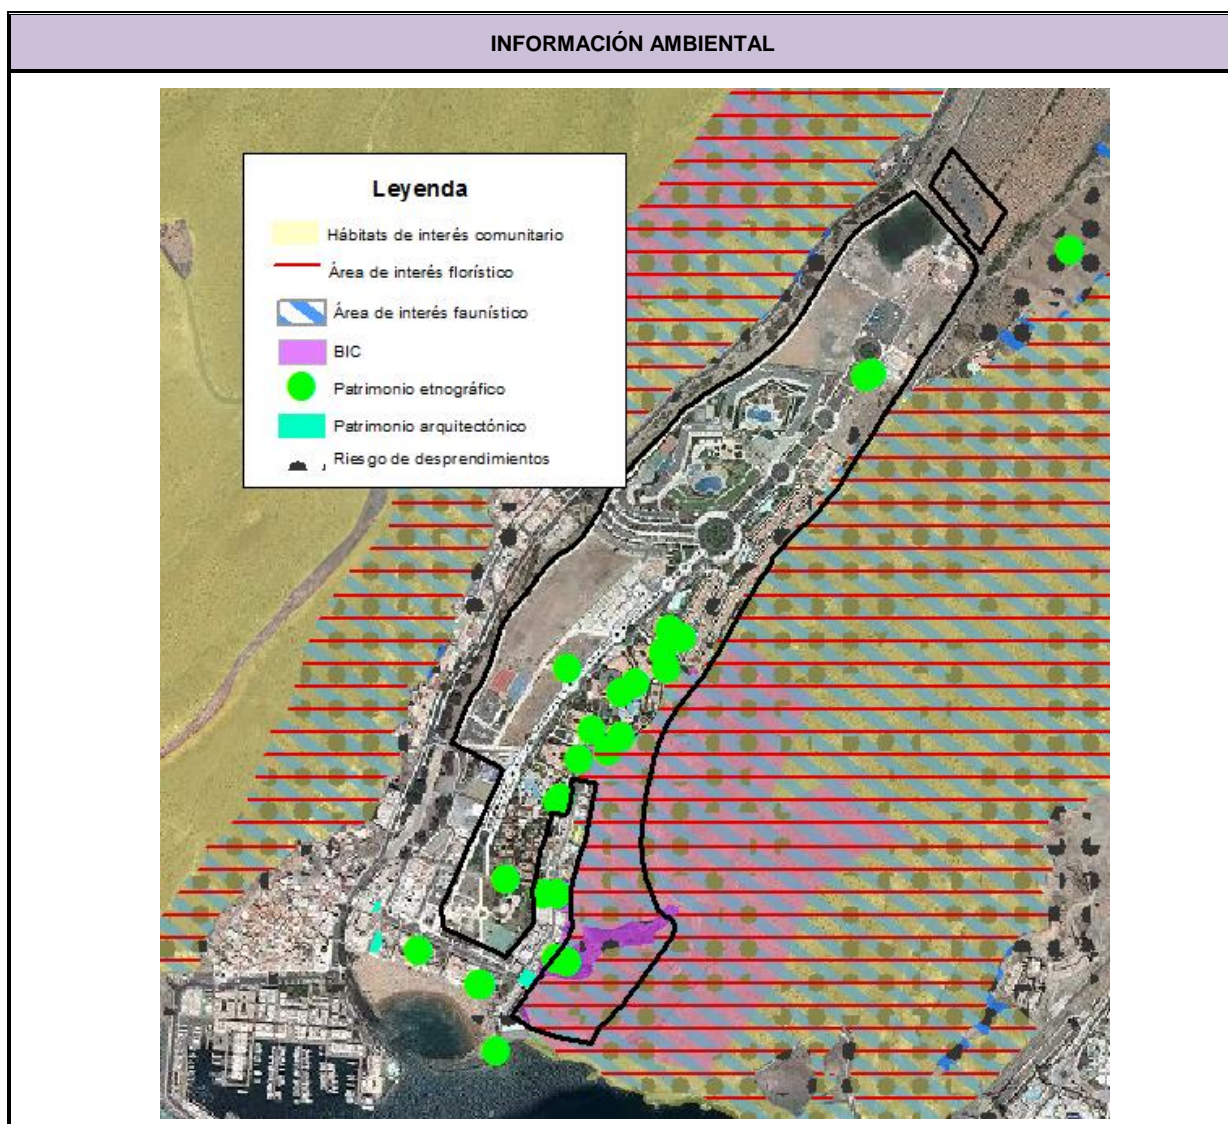 INFORMACIÓN AMBIENTAL
Leyenda
Hábitats de interés comunitario
Área de interés florístico
Área de interés faunístico
BIC
Patrimonio etnográfico
Patrimonio arquitectónico
Riesgo de desprendimientos